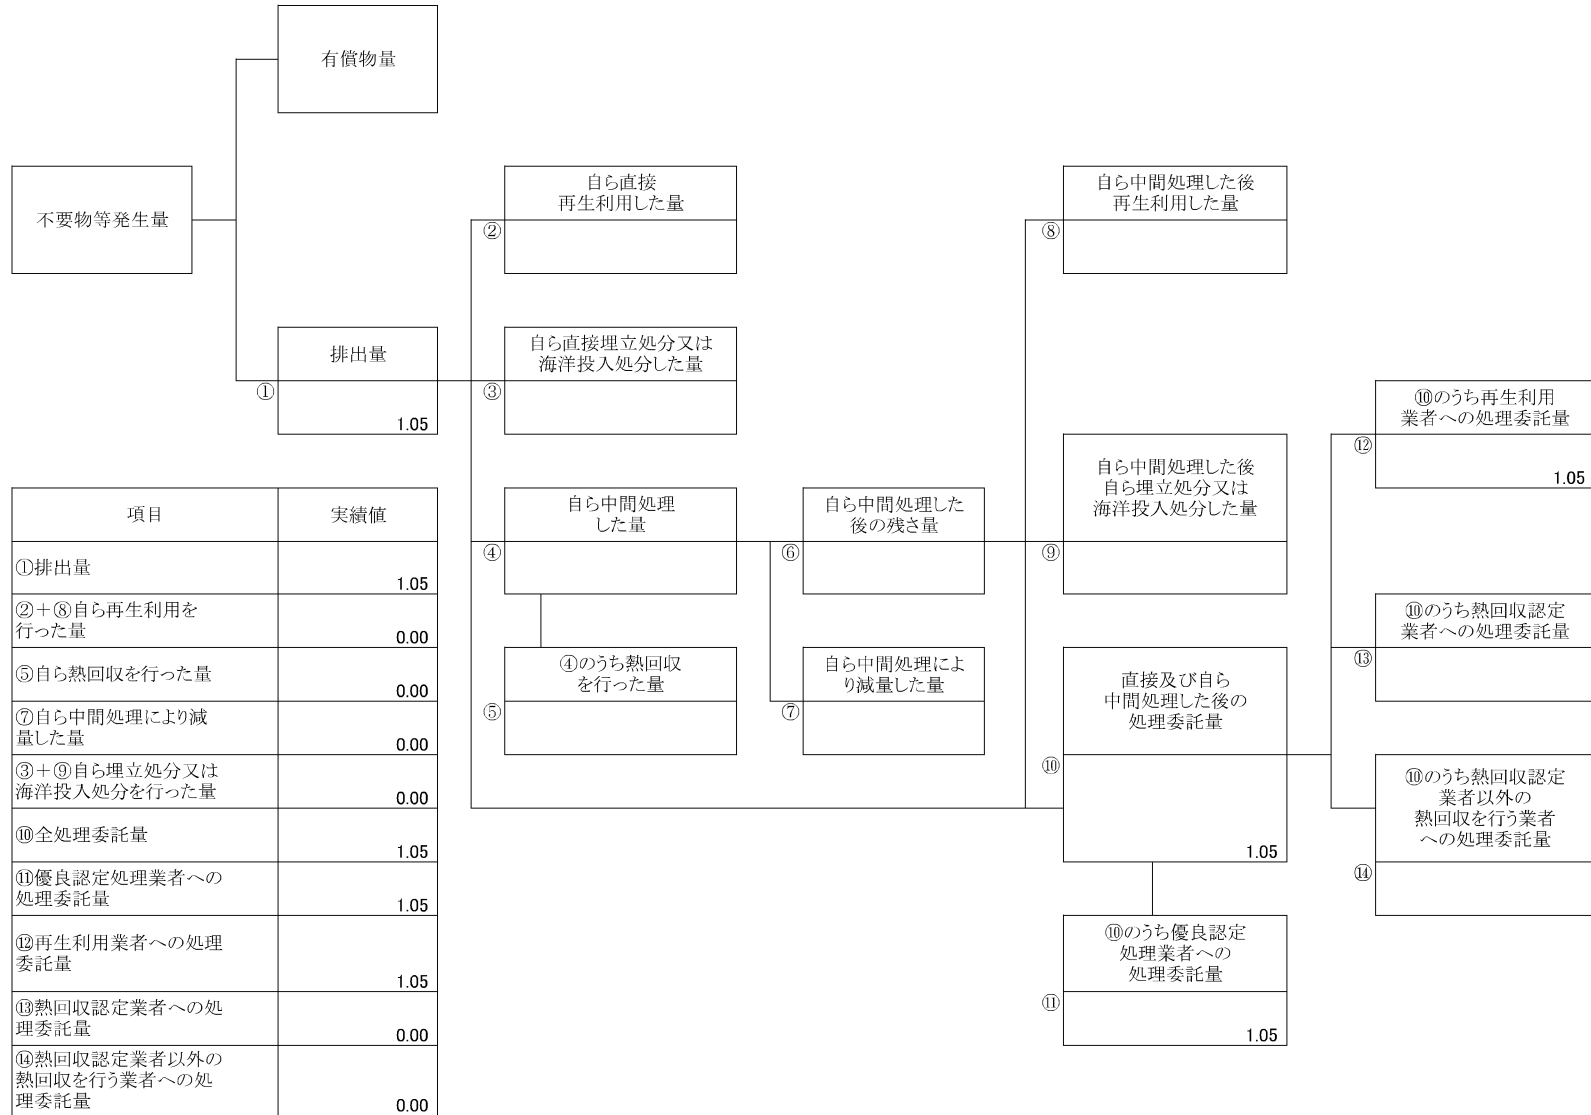 有償物量
不要物等発生量
自ら直接
再生利用した量
②
自ら中間処理した後
再生利用した量
⑧
排出量
①
1.05
自ら直接埋立処分又は
海洋投入処分した量
③
⑩のうち再生利用
業者への処理委託量
⑫
1.05
自ら中間処理した後
自ら埋立処分又は
海洋投入処分した量
⑨
自ら中間処理
した量
④
自ら中間処理した
後の残さ量
⑥
⑩のうち熱回収認定
業者への処理委託量
⑬
④のうち熱回収
を行った量
⑤
自ら中間処理によ
り減量した量
⑦
直接及び自ら
中間処理した後の
処理委託量
⑩
1.05
⑩のうち熱回収認定
業者以外の
熱回収を行う業者
への処理委託量
⑭
⑩のうち優良認定
処理業者への
処理委託量
⑪
1.05
項目 実績値
①排出量
1.05
②＋⑧自ら再生利用を
行った量
0.00
⑤自ら熱回収を行った量
0.00
⑦自ら中間処理により減
量した量
0.00
③＋⑨自ら埋立処分又は
海洋投入処分を行った量
0.00
⑩全処理委託量
1.05
⑪優良認定処理業者への
処理委託量
1.05
⑫再生利用業者への処理
委託量
1.05
⑬熱回収認定業者への処
理委託量
0.00
⑭熱回収認定業者以外の
熱回収を行う業者への処
理委託量
0.00